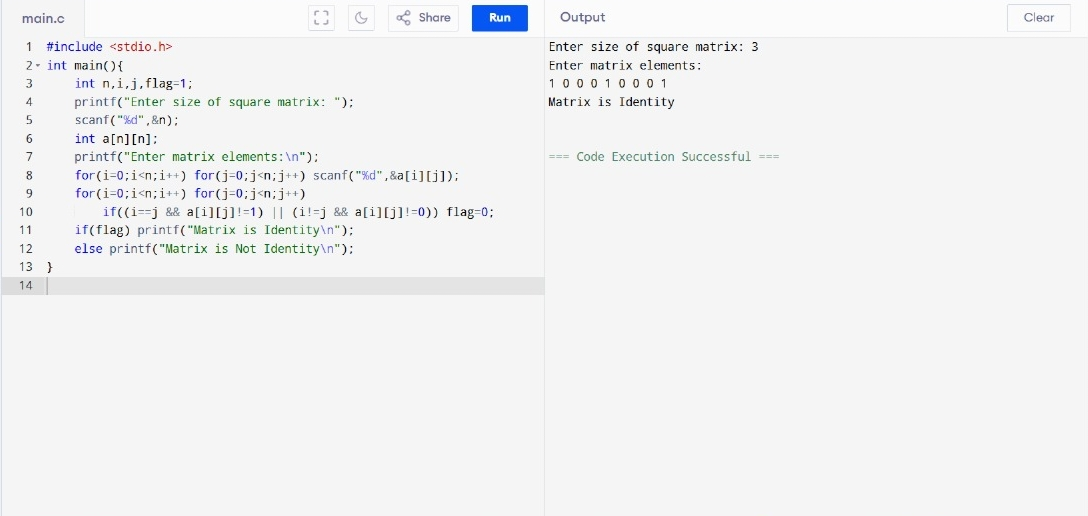 main.c
Share
Run
Output
Clear
1 #include <stdio.h>
2 int main(){
3     int n,i,j,flag=1;
4     printf("Enter size of square matrix: ");
5     scanf("%d",&n);
6     int a[n][n];
7     printf("Enter matrix elements:\n");
8     for(i=0;i<n;i++) for(j=0;j<n;j++) scanf("%d",&a[i][j]);
9     for(i=0;i<n;i++) for(j=0;j<n;j++)
10         if((i==j && a[i][j]!=1) || (i!=j && a[i][j]!=0)) flag=0;
11     if(flag) printf("Matrix is Identity\n");
12     else printf("Matrix is Not Identity\n");
13 }
14
Enter size of square matrix: 3
Enter matrix elements:
1 0 0 0 1 0 0 0 1
Matrix is Identity
=== Code Execution Successful ===